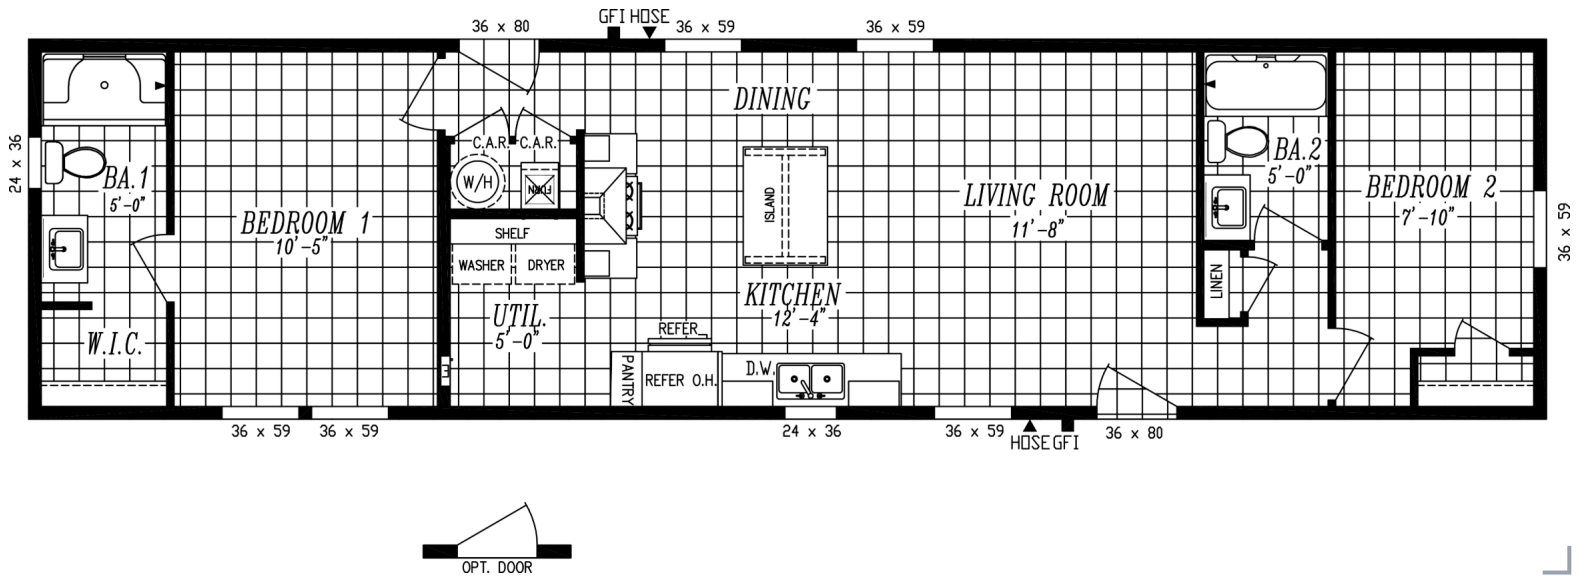 GFI HOSE
36 x 80
36 x 59
36 x 59
DINING
C.A.R. C.A.R.
24 x 36
W/H
FURN
BA.1
5'-0"
BEDROOM 1
10'-5"
ISLAND
LIVING ROOM
11'-8"
BA.2
5'-0"
BEDROOM 2
7'-10"
36 x 59
SHELF
WASHER
DRYER
LINEN
UTIL.
5'-0"
KITCHEN
12'-4"
W.I.C.
REFER
PANTRY
REFER O.H.
D.W.
E
36 x 59
36 x 59
24 x 36
36 x 59
HOSE GFI
36 x 80
OPT. DOOR